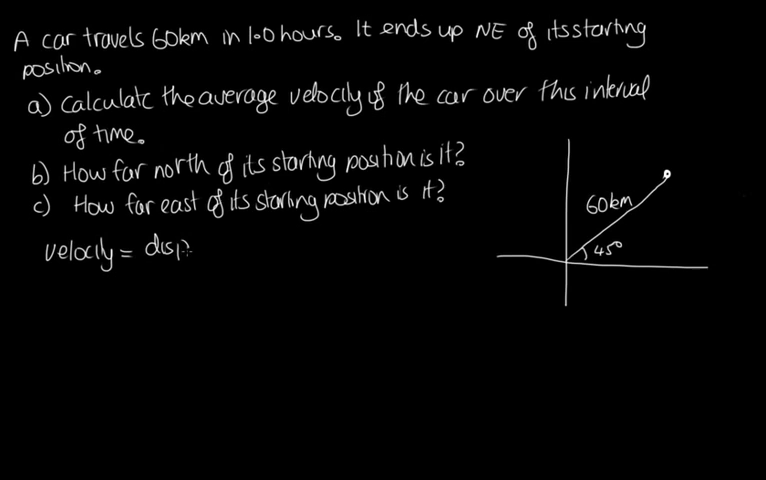 A car travels 60km in 1.0 hours. It ends up NE of its starting
position.
a) Calculate the average velocity of the car over this interval
of time.
b) How far north of its starting position is it?
c) How far east of its starting position is it?
60km
45°
velocity = disp